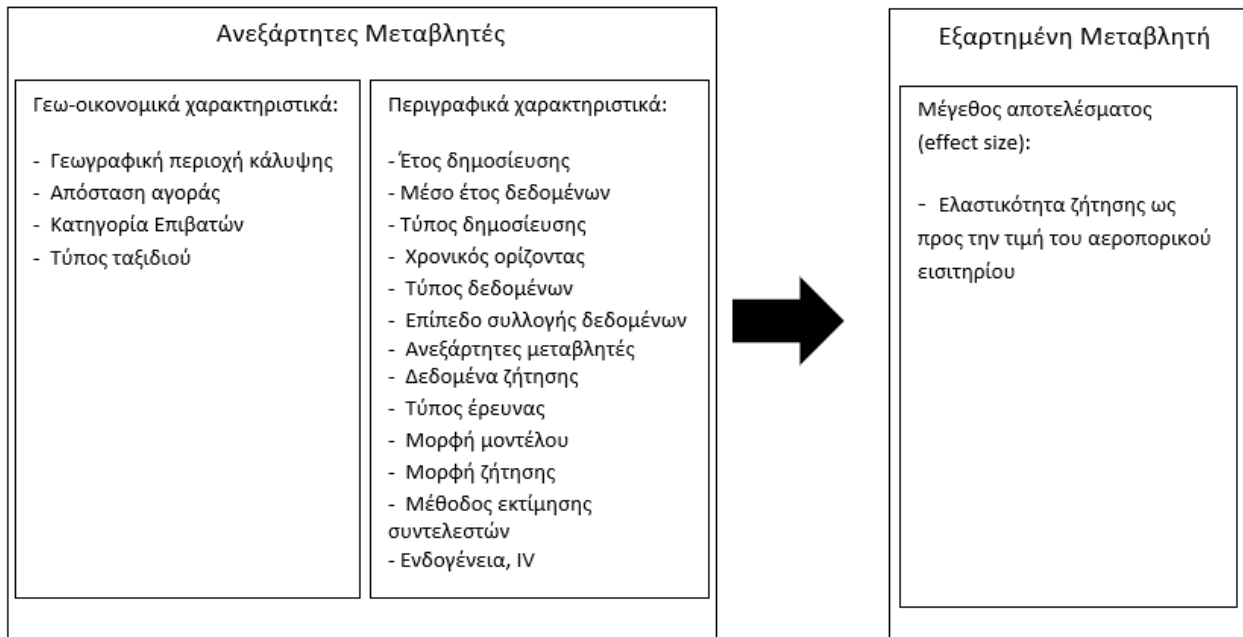 Ανεξάρτητες Μεταβλητές
Γεω-οικονομικά χαρακτηριστικά:
- Γεωγραφική περιοχή κάλυψης
- Απόσταση αγοράς
- Κατηγορία Επιβατών
- Τύπος ταξιδιού
Περιγραφικά χαρακτηριστικά:
- Έτος δημοσίευσης
- Μέσο έτος δεδομένων
- Τύπος δημοσίευσης
- Χρονικός ορίζοντας
- Τύπος δεδομένων
- Επίπεδο συλλογής δεδομένων
- Ανεξάρτητες μεταβλητές
- Δεδομένα ζήτησης
- Τύπος έρευνας
- Μορφή μοντέλου
- Μορφή ζήτησης
- Μέθοδος εκτίμησης
συντελεστών
- Ενδογένεια, IV
Εξαρτημένη Μεταβλητή
Μέγεθος αποτελέσματος
(effect size):
- Ελαστικότητα ζήτησης ως
προς την τιμή του αεροπορικού
εισιτηρίου